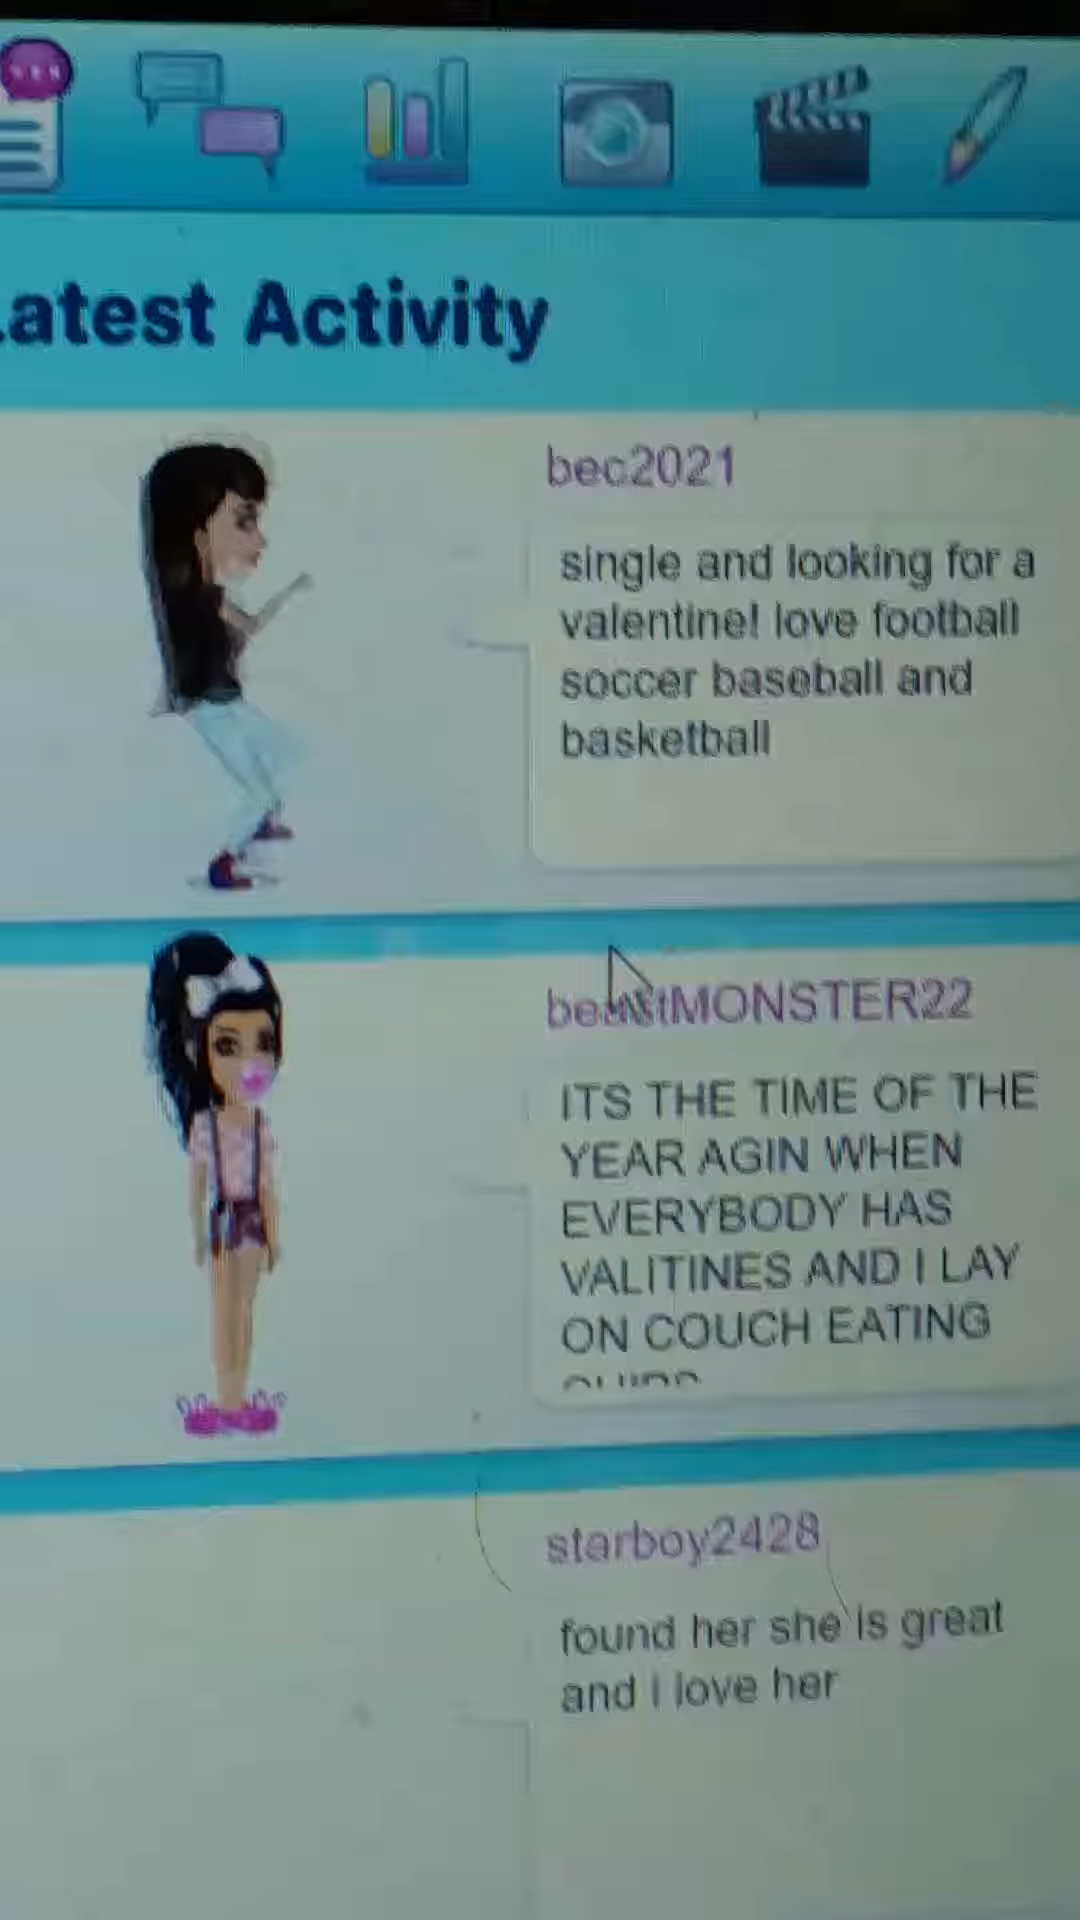 Latest Activity
bec2021
single and looking for a
valentine! love football
soccer baseball and
basketball
beastMONSTER22
ITS THE TIME OF THE
YEAR AGIN WHEN
EVERYBODY HAS
VALITINES AND I LAY
ON COUCH EATING
starboy2428
found her she is great
and i love her